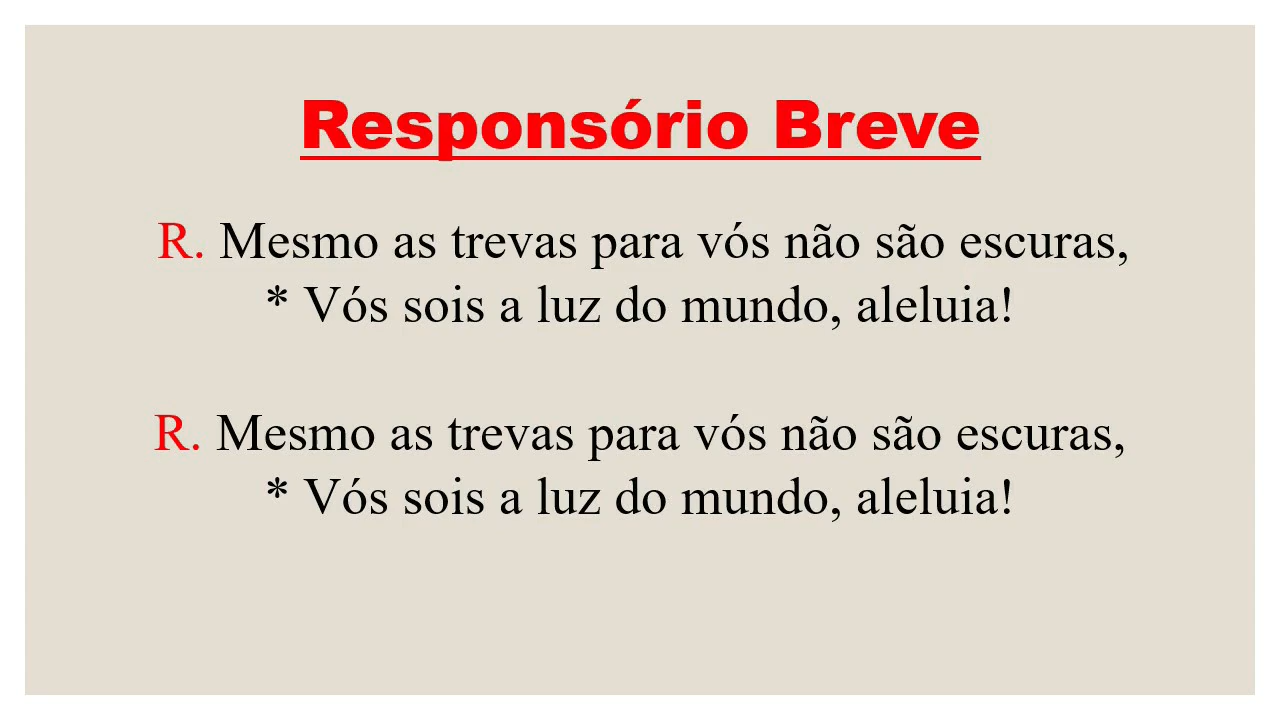 Responsório Breve
R. Mesmo as trevas para vós não são escuras,
* Vós sois a luz do mundo, aleluia!
R. Mesmo as trevas para vós não são escuras,
* Vós sois a luz do mundo, aleluia!